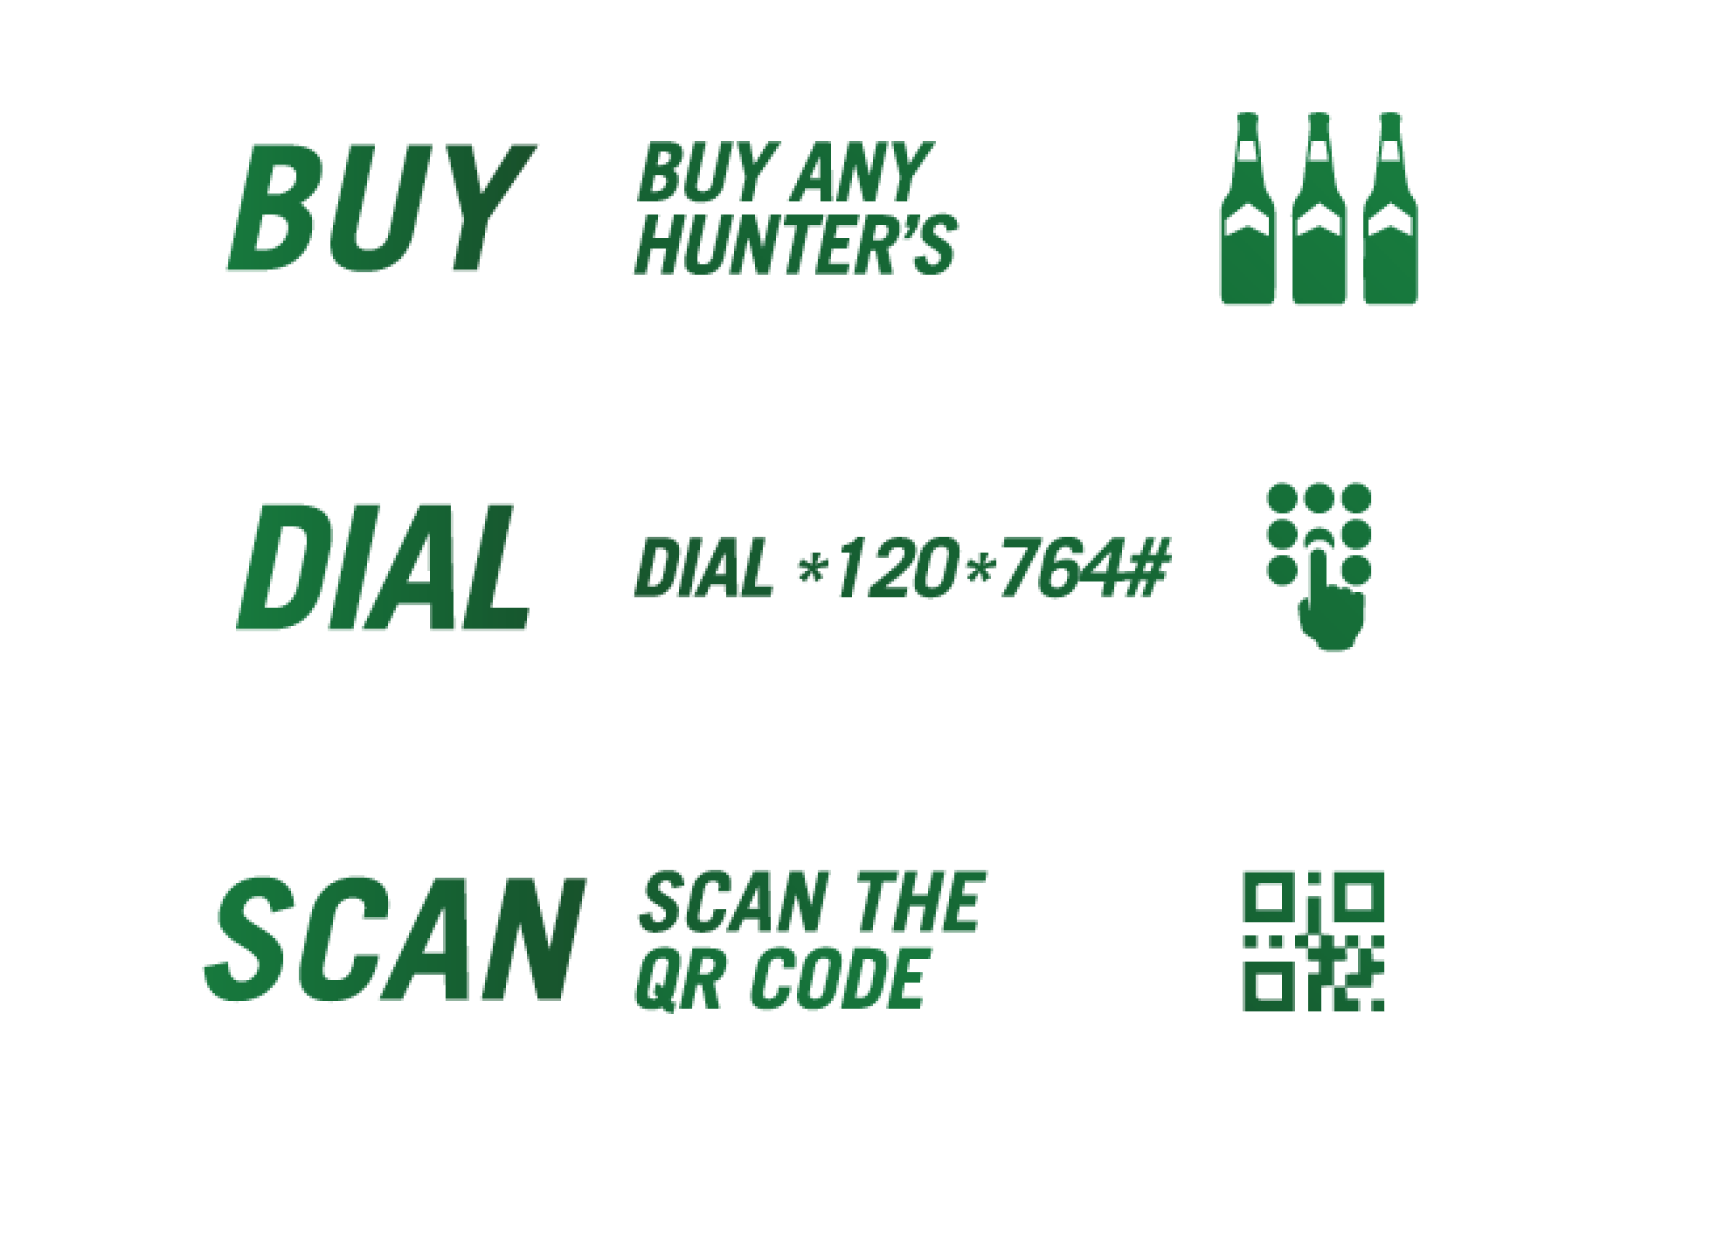 BUY
BUY ANY
HUNTER’S
DIAL
DIAL *120*764#
SCAN
SCAN THE
QR CODE